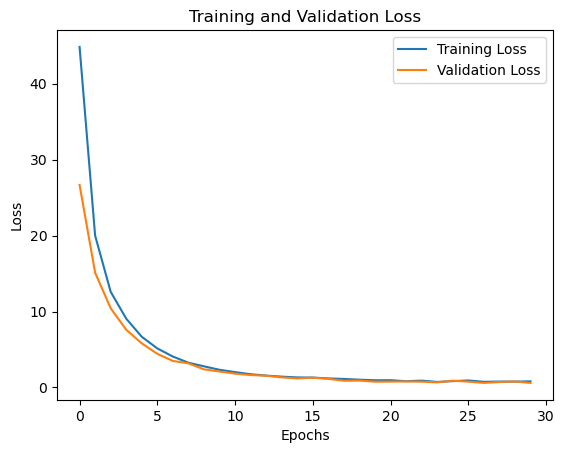 Training and Validation Loss
Training Loss
Validation Loss
Loss
40
30
20
10
0
0 5 10 15 20 25 30
Epochs